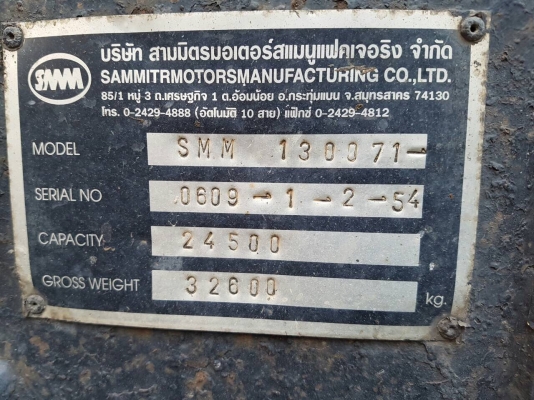 SMM
บริษัท สามมิตรมอเตอร์สแมนูแฟคเจอริง จำกัด
SAMMITRMOTORSMANUFACTURING CO.,LTD.
85/1 หมู่ 3 ถ.เศรษฐกิจ 1 ต.อ้อมน้อย อ.กระทุ่มแบน จ.สมุทรสาคร 74130
โทร. 0-2429-4888 (อัตโนมัติ 10 สาย) แฟ็กซ์ 0-2429-4812
MODEL SMM 130071-
SERIAL NO 0609-1-2-54
CAPACITY 24500
GROSS WEIGHT 32600 kg.